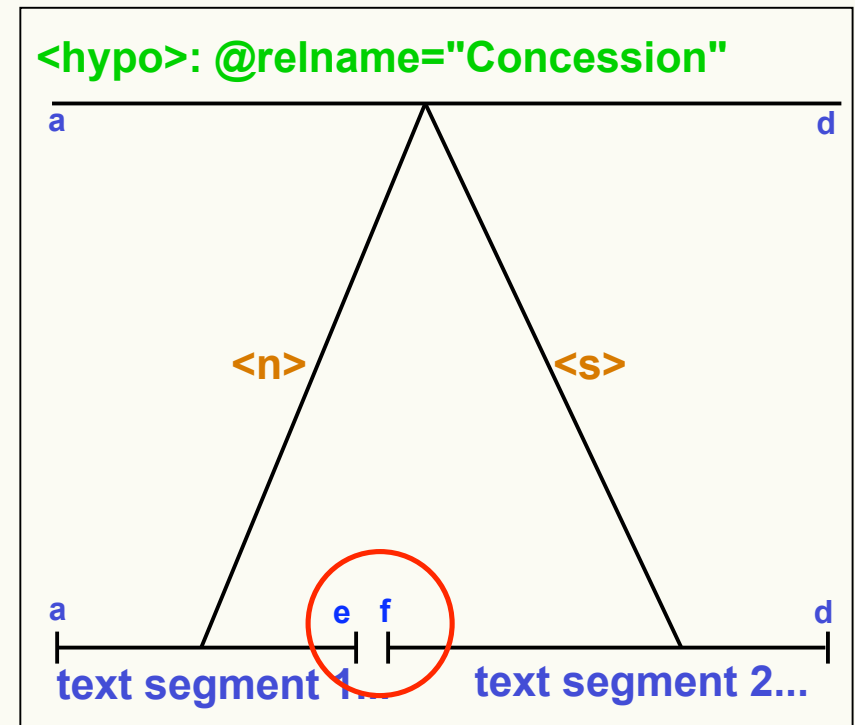 <hypo>: @relname="Concession"
a d
<n> <s>
a e f d
text segment 1... text segment 2...